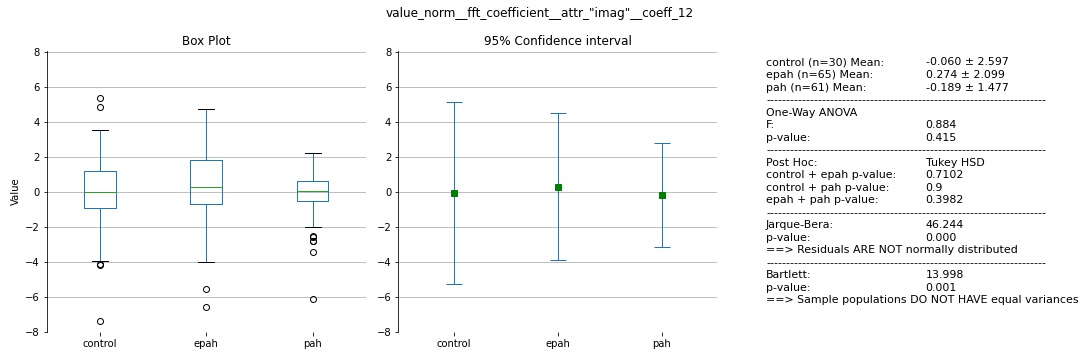 value_norm__fft_coefficient__attr_"imag"__coeff_12
Box Plot
Value
8
6
4
2
0
−2
−4
−6
−8
control epah pah
95% Confidence interval
8
6
4
2
0
−2
−4
−6
−8
control epah pah
control (n=30) Mean: -0.060 ± 2.597
epah (n=65) Mean: 0.274 ± 2.099
pah (n=61) Mean: -0.189 ± 1.477
One-Way ANOVA
F: 0.884
p-value: 0.415
Post Hoc: Tukey HSD
control + epah p-value: 0.7102
control + pah p-value: 0.9
epah + pah p-value: 0.3982
Jarque-Bera: 46.244
p-value: 0.000
==> Residuals ARE NOT normally distributed
Bartlett: 13.998
p-value: 0.001
==> Sample populations DO NOT HAVE equal variances